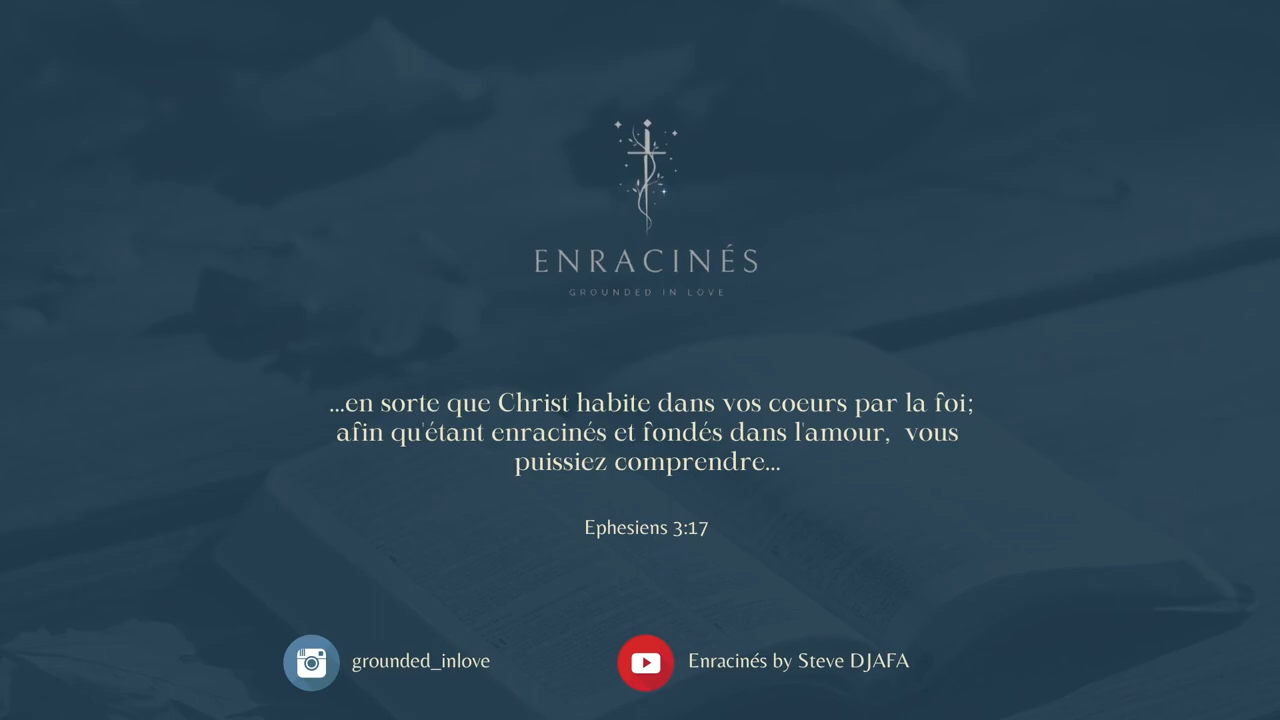 ENRACINÉS
GROUNDED IN LOVE
...en sorte que Christ habite dans vos coeurs par la foi;
afin qu'étant enracinés et fondés dans l'amour, vous
puissiez comprendre...
Ephesiens 3:17
grounded_inlove
Enracinés by Steve DJAFA